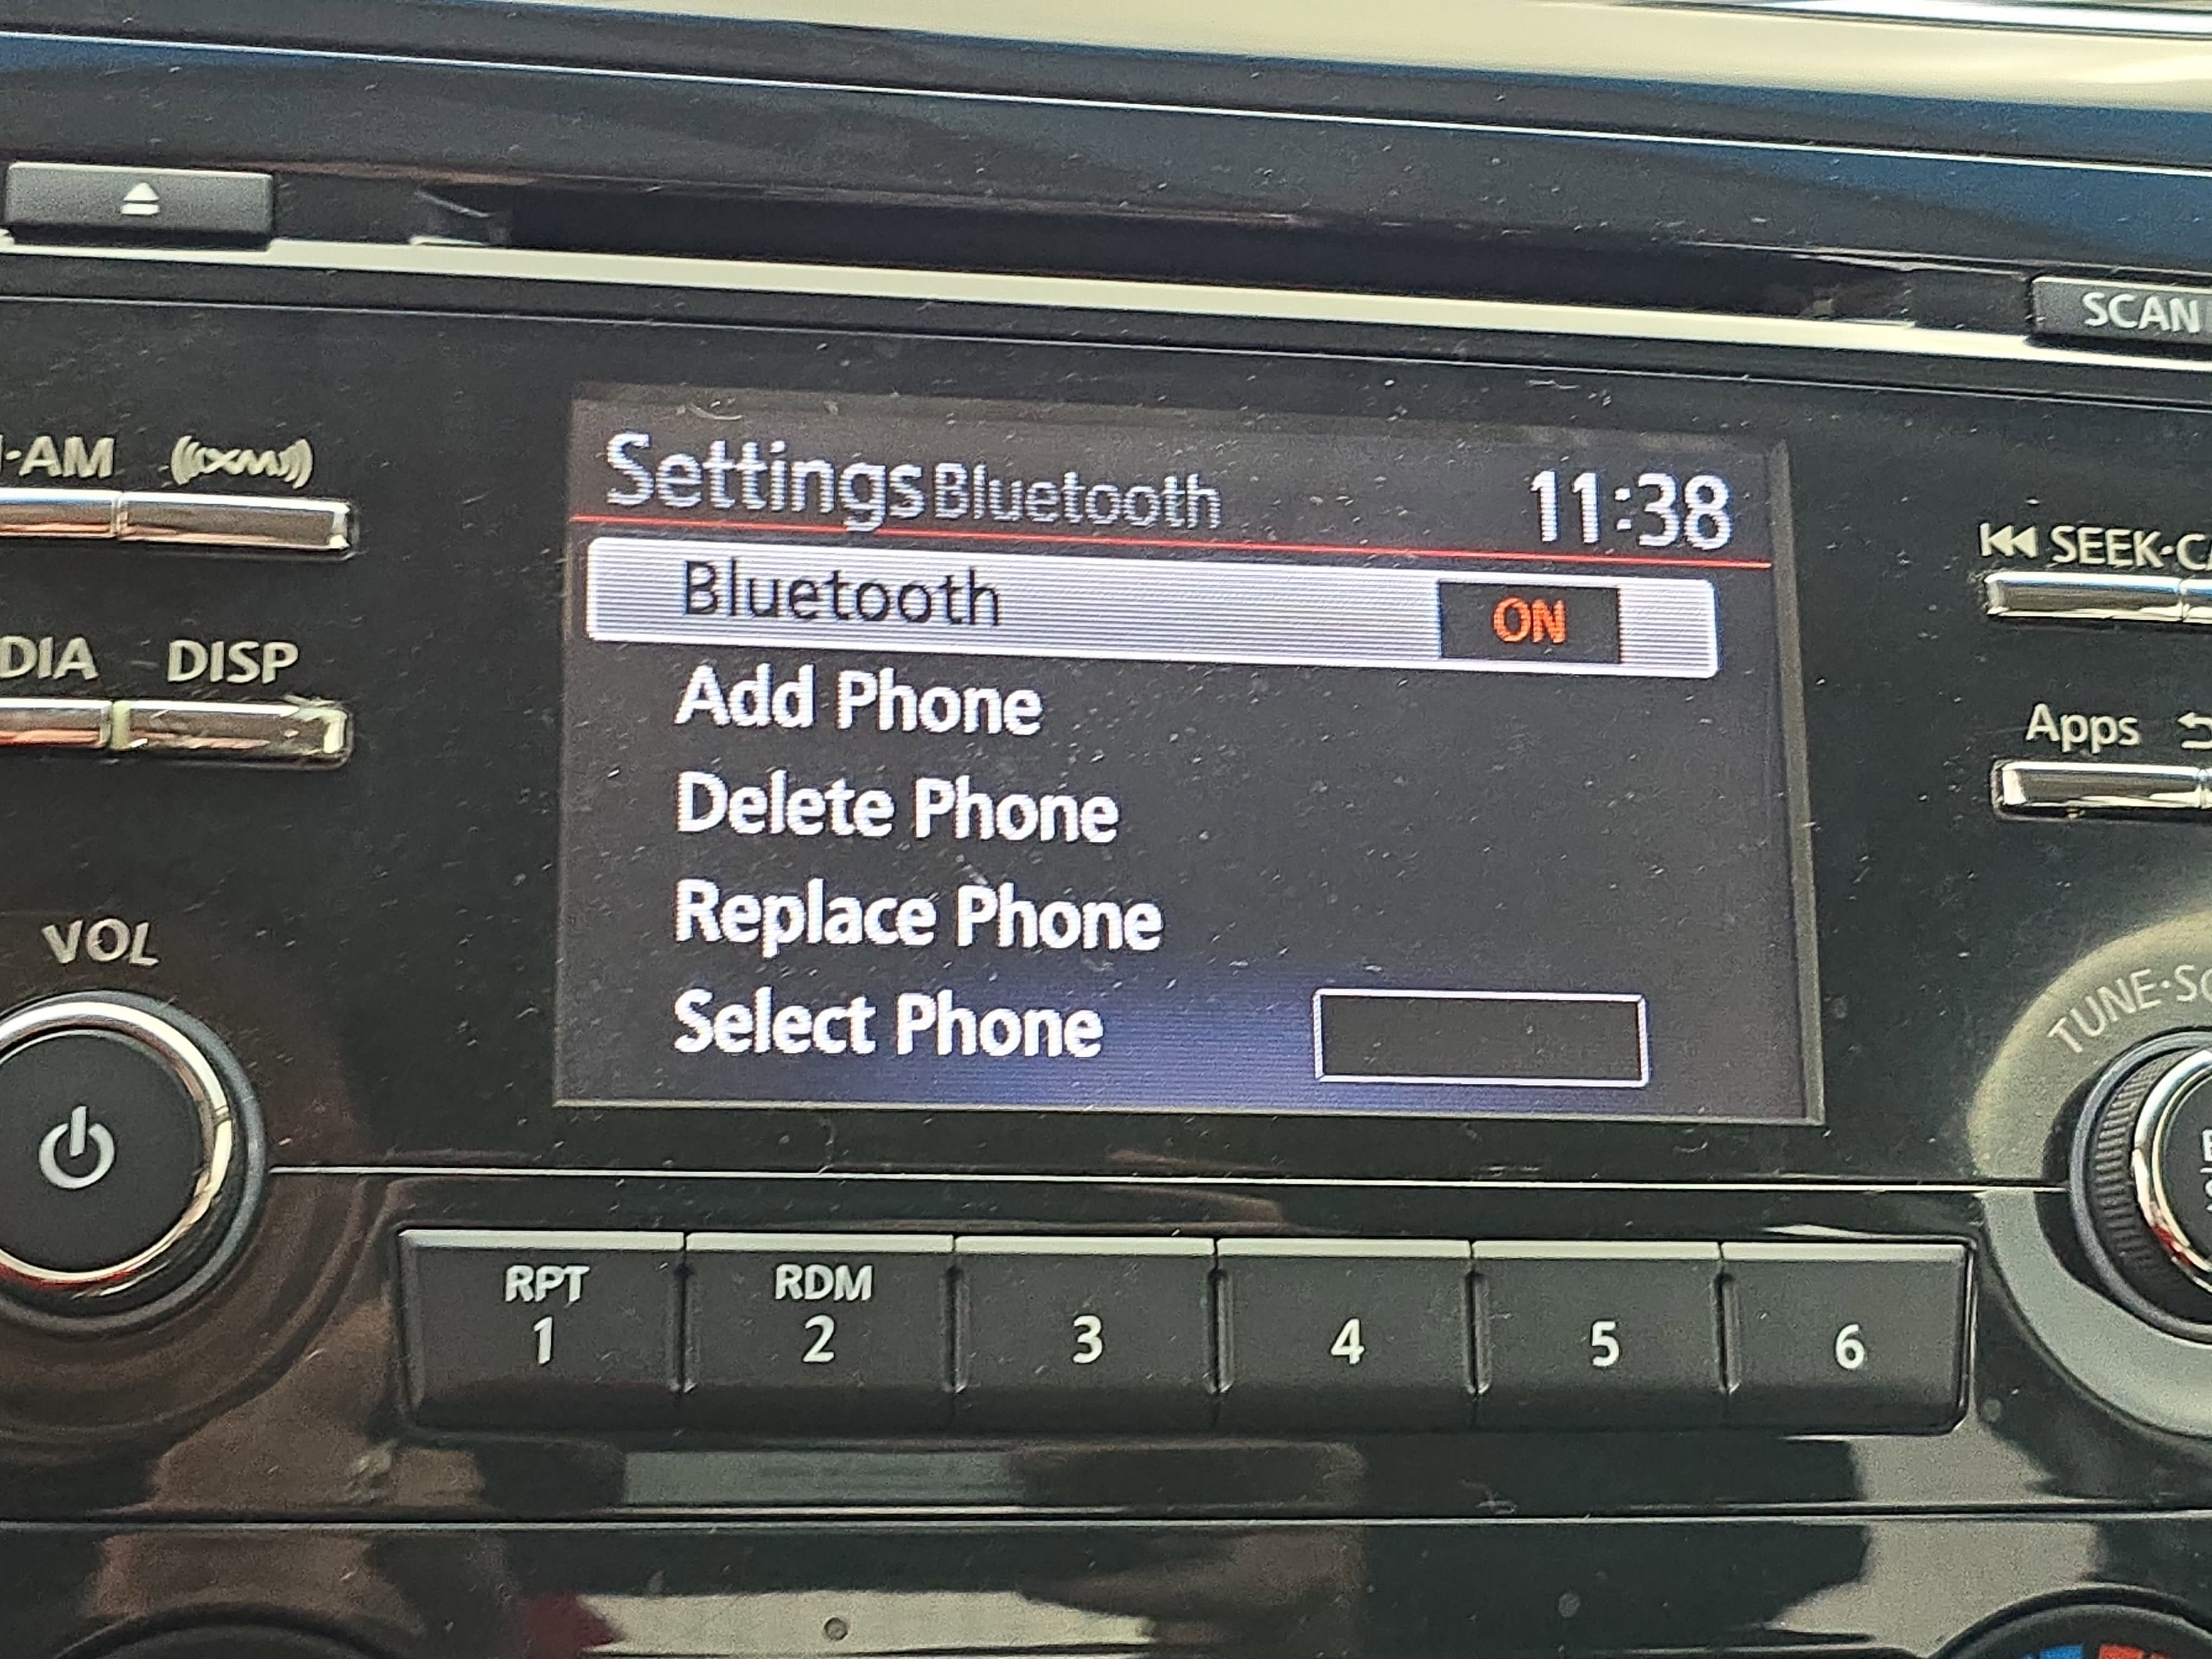 SCAN
·AM XM
SEEK·C
DIA DISP
Apps
VOL
TUNE·S
Settings Bluetooth 11:38
Bluetooth ON
Add Phone
Delete Phone
Replace Phone
Select Phone
RPT RDM
1 2 3 4 5 6